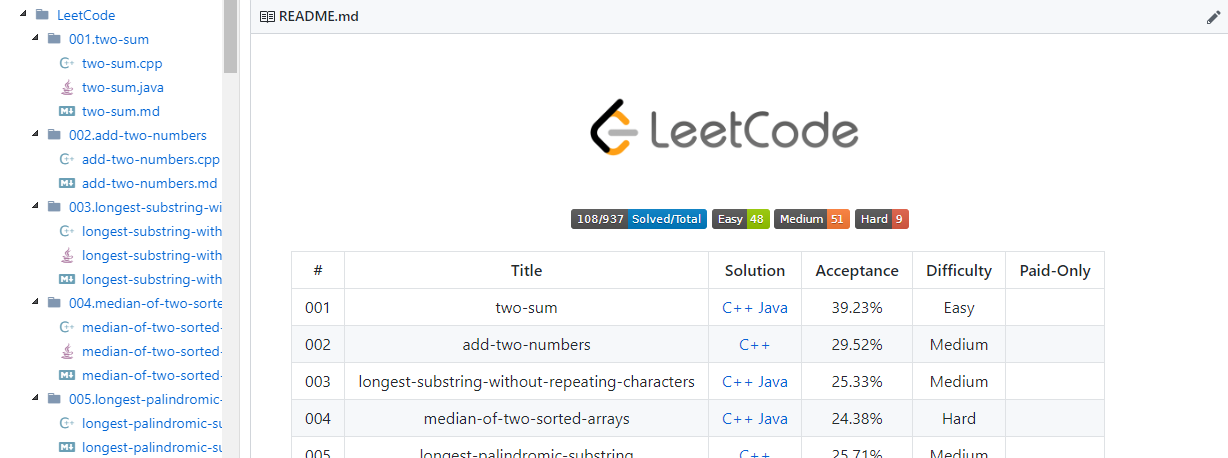 LeetCode
001.two-sum
two-sum.cpp
two-sum.java
two-sum.md
002.add-two-numbers
add-two-numbers.cpp
add-two-numbers.md
003.longest-substring-wi
longest-substring-with
longest-substring-with
longest-substring-with
004.median-of-two-sorte
median-of-two-sorted-
median-of-two-sorted-
median-of-two-sorted-
005.longest-palindromic-
longest-palindromic-su
longest-palindromic-su
README.md
LeetCode
108/937 Solved/Total Easy 48 Medium 51 Hard 9
# Title Solution Acceptance Difficulty Paid-Only
001 two-sum C++ Java 39.23% Easy
002 add-two-numbers C++ 29.52% Medium
003 longest-substring-without-repeating-characters C++ Java 25.33% Medium
004 median-of-two-sorted-arrays C++ Java 24.38% Hard
005 longest-palindromic-substring C++ 25.71% Medium